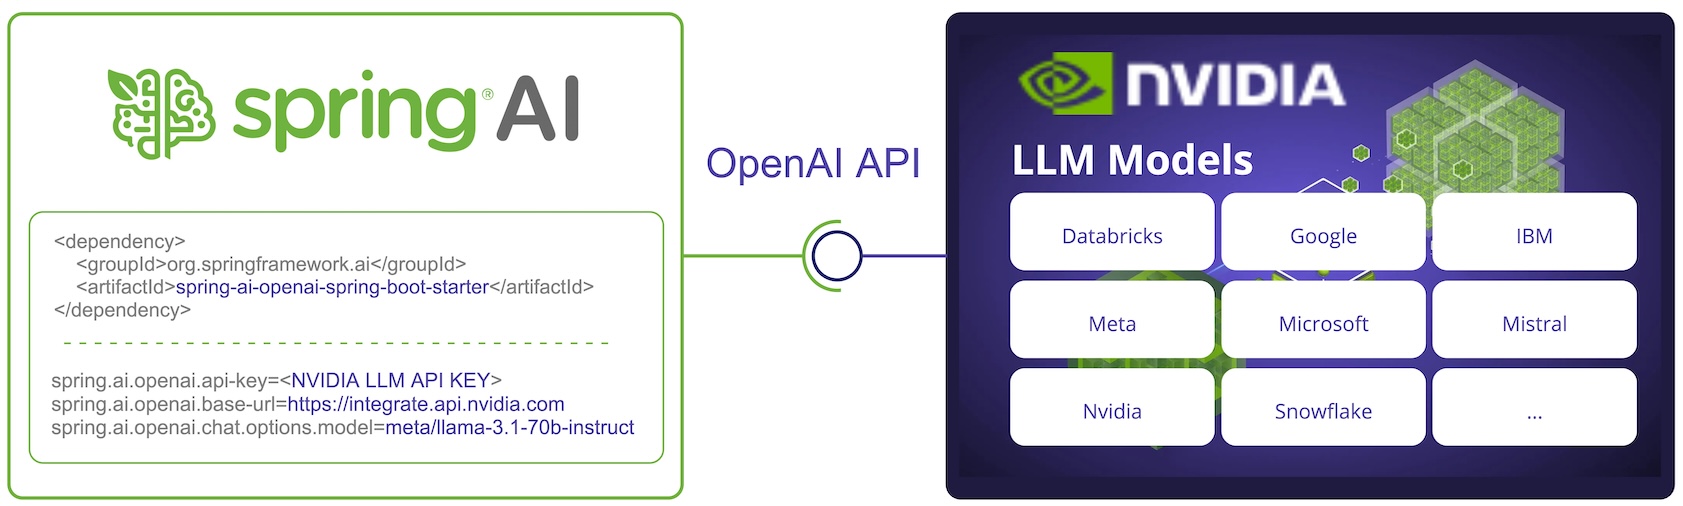 spring® AI
<dependency>
<groupId>org.springframework.ai</groupId>
<artifactId>spring-ai-openai-spring-boot-starter</artifactId>
</dependency>
spring.ai.openai.api-key=<NVIDIA LLM API KEY>
spring.ai.openai.base-url=https://integrate.api.nvidia.com
spring.ai.openai.chat.options.model=meta/llama-3.1-70b-instruct
OpenAI API
NVIDIA
LLM Models
Databricks
Google
IBM
Meta
Microsoft
Mistral
Nvidia
Snowflake
...